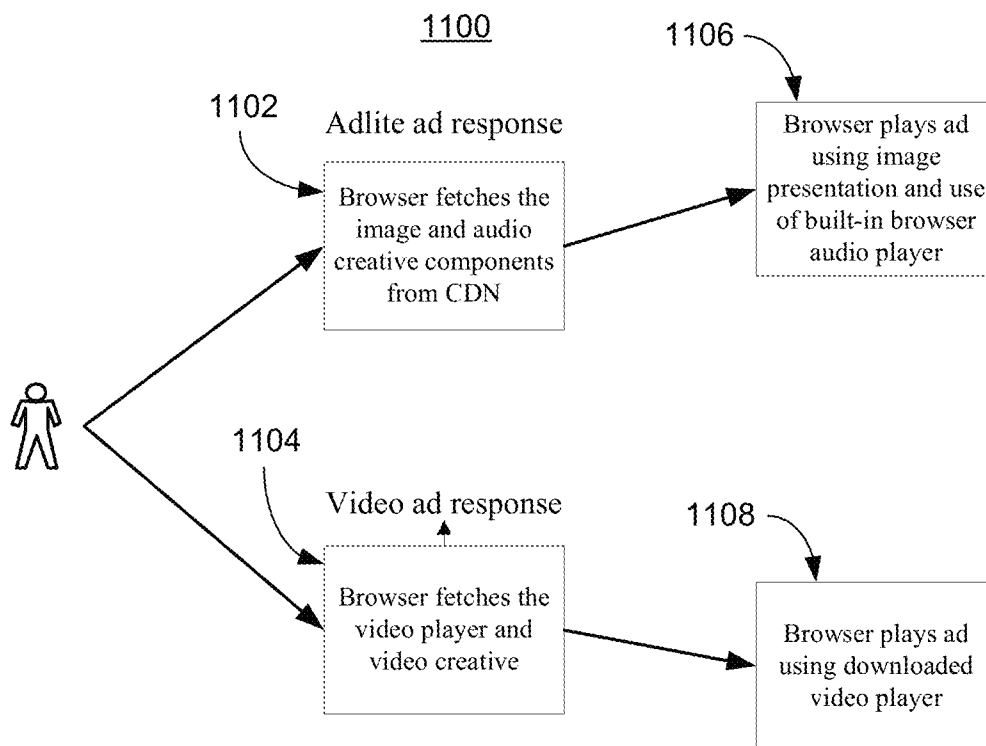 1100
1102
Adlite ad response
Browser fetches the
image and audio
creative components
from CDN
1106
Browser plays ad
using image
presentation and use
of built-in browser
audio player
1104
Video ad response
Browser fetches the
video player and
video creative
1108
Browser plays ad
using downloaded
video player